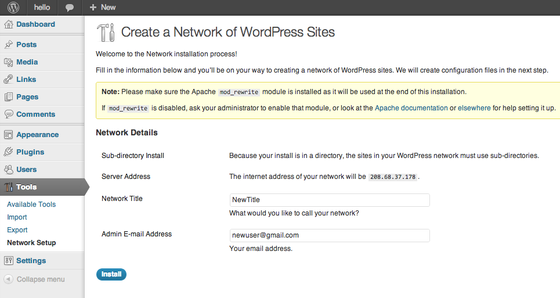 hello + New
Dashboard
Posts
Media
Links
Pages
Comments
Appearance
Plugins
Users
Tools
Available Tools
Import
Export
Network Setup
Settings
Collapse menu
Create a Network of WordPress Sites
Welcome to the Network installation process!
Fill in the information below and you'll be on your way to creating a network of WordPress sites. We will create configuration files in the next step.
Note: Please make sure the Apache mod_rewrite module is installed as it will be used at the end of this installation.
If mod_rewrite is disabled, ask your administrator to enable that module, or look at the Apache documentation or elsewhere for help setting it up.
Network Details
Sub-directory Install Because your install is in a directory, the sites in your WordPress network must use sub-directories.
Server Address The internet address of your network will be 208.68.37.178.
Network Title NewTitle
What would you like to call your network?
Admin E-mail Address newuser@gmail.com
Your email address.
Install